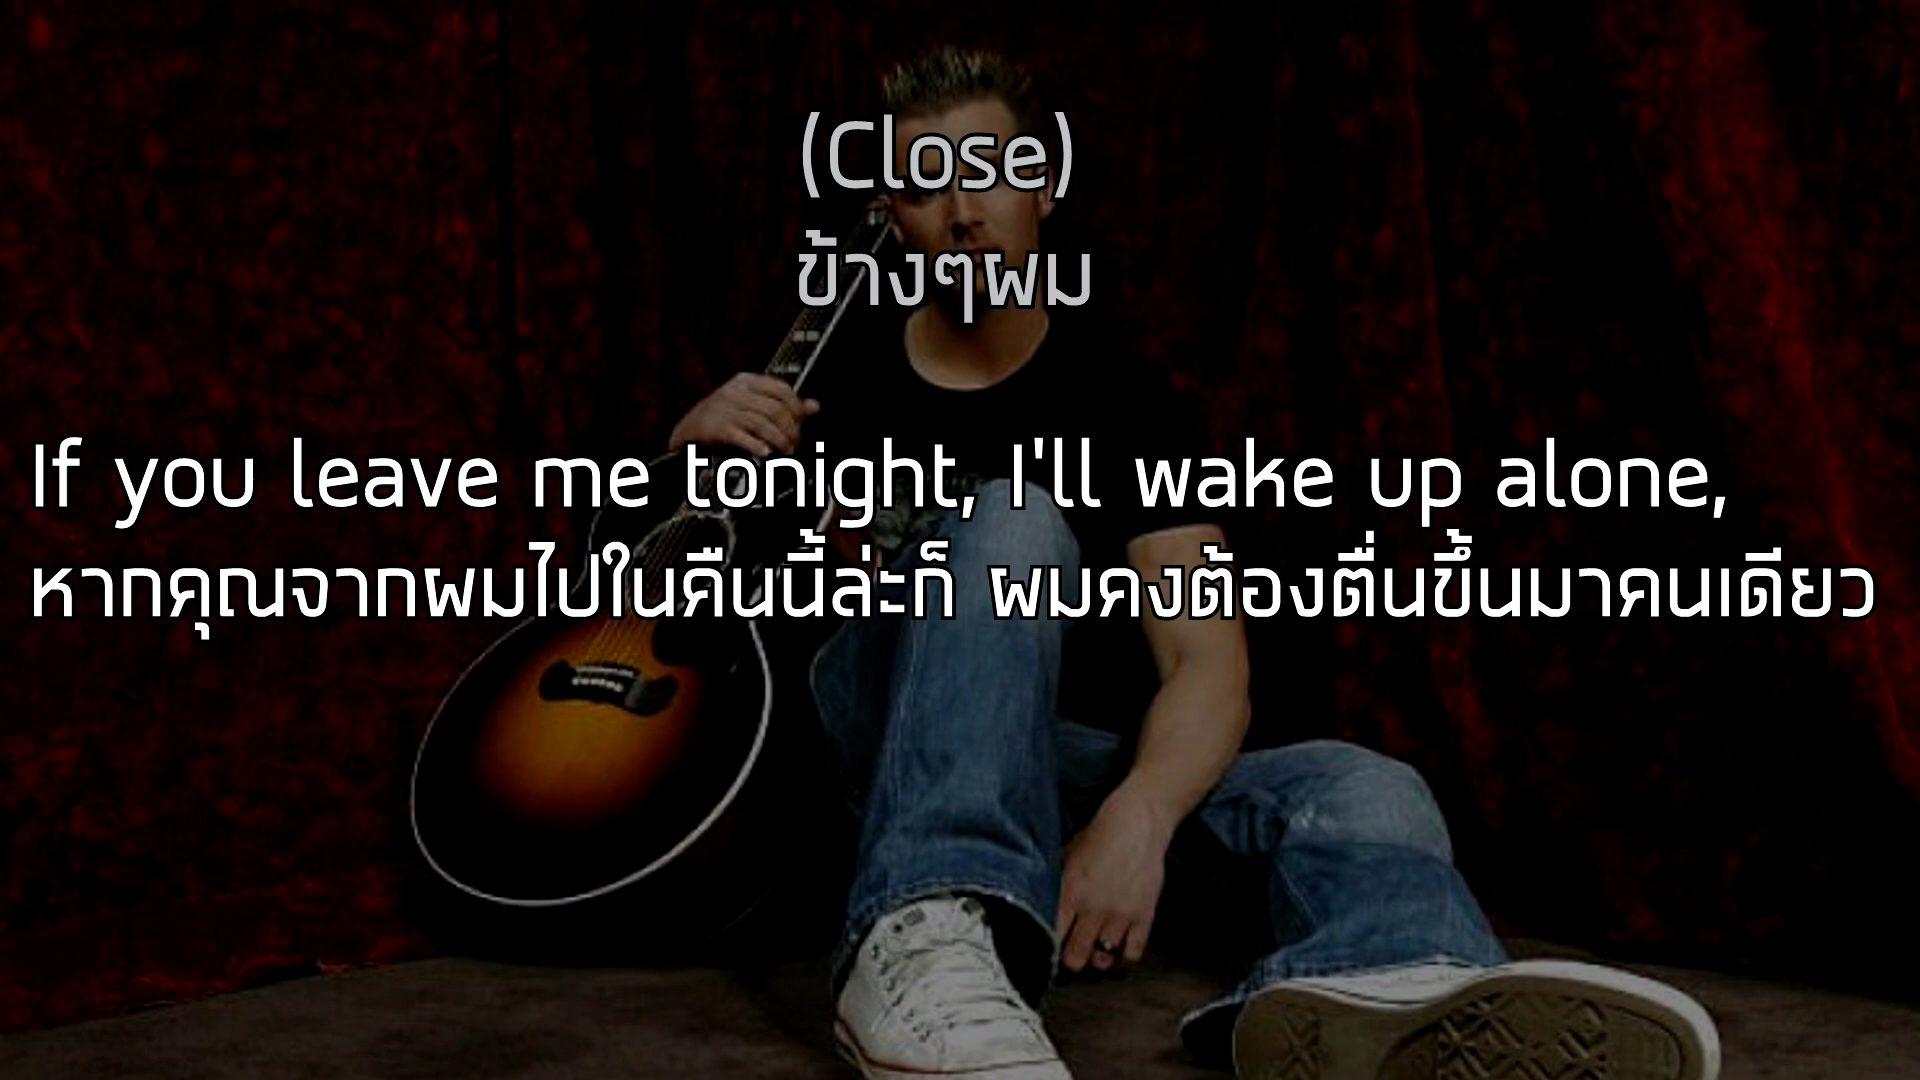 (Close)
ข้างๆผม
If you leave me tonight, I'll wake up alone,
หากคุณจากผมไปในคืนนี้ล่ะก็ ผมคงต้องตื่นขึ้นมาคนเดียว